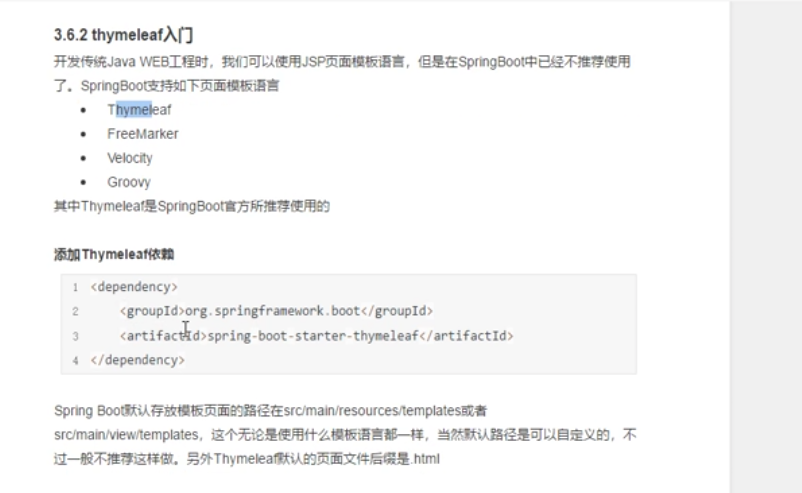 3.6.2 thymeleaf入门
开发传统Java WEB工程时，我们可以使用JSP页面模板语言，但是在SpringBoot中已经不推荐使用
了。SpringBoot支持如下页面模板语言
• Thymeleaf
• FreeMarker
• Velocity
• Groovy
其中Thymeleaf是SpringBoot官方所推荐使用的
添加Thymeleaf依赖
1 <dependency>
2 <groupId>org.springframework.boot</groupId>
3 <artifactId>spring-boot-starter-thymeleaf</artifactId>
4 </dependency>
Spring Boot默认存放模板页面的路径在src/main/resources/templates或者
src/main/view/templates，这个无论是使用什么模板语言都一样，当然默认路径是可以自定义的，不
过一般不推荐这样做。另外Thymeleaf默认的页面文件后缀是.html